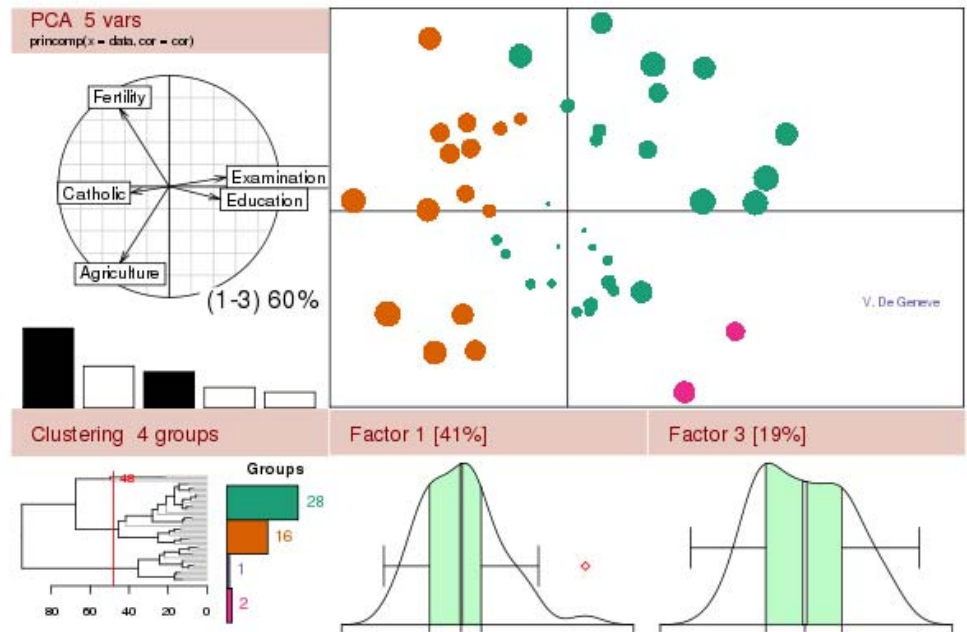 PCA 5 vars
princomp(x = data, cor = cor)
Fertility
Catholic
Examination
Education
Agriculture
(1-3) 60%
V. De Geneve
Clustering 4 groups
Factor 1 [41%]
Factor 3 [19%]
48
Groups
28
16
1
2
80 60 40 20 0